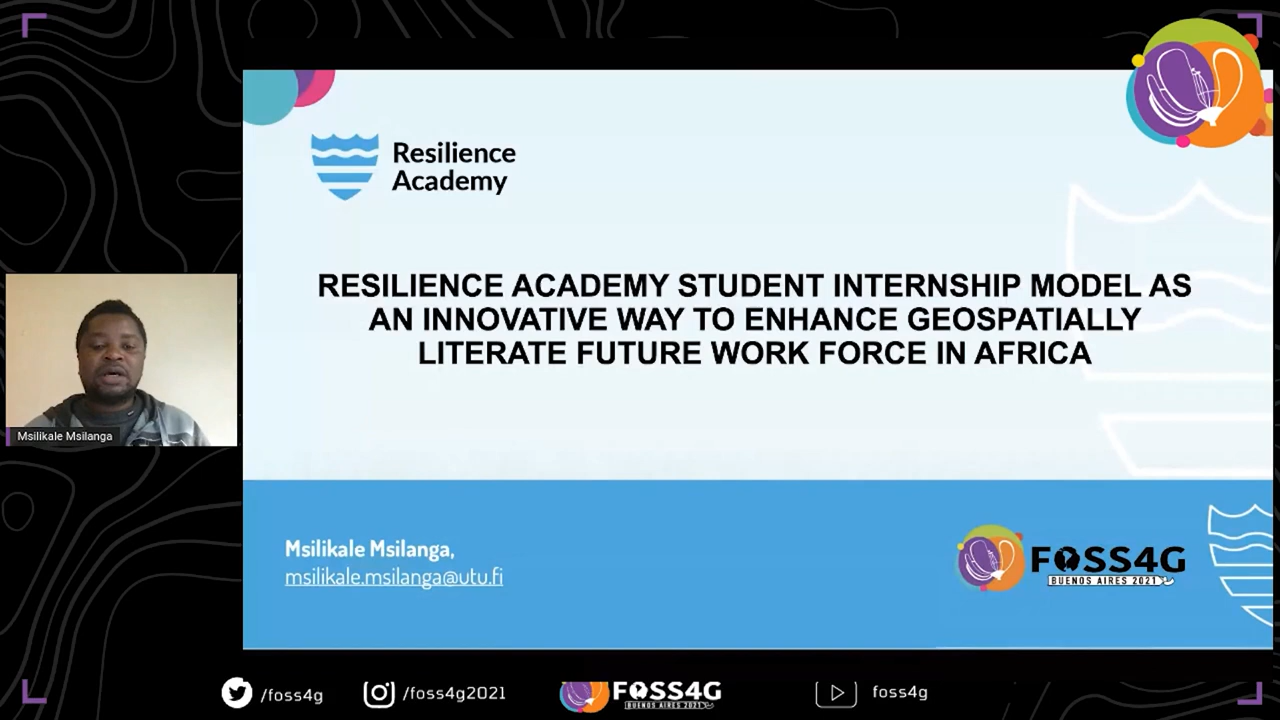 Resilience
Academy
RESILIENCE ACADEMY STUDENT INTERNSHIP MODEL AS
AN INNOVATIVE WAY TO ENHANCE GEOSPATIALLY
LITERATE FUTURE WORK FORCE IN AFRICA
Msilikale Msilanga
Msilikale Msilanga,
msilikale.msilanga@utu.fi
FOSS4G
BUENOS AIRES 2021
/foss4g
/foss4g2021
FOSS4G
BUENOS AIRES 2021
foss4g